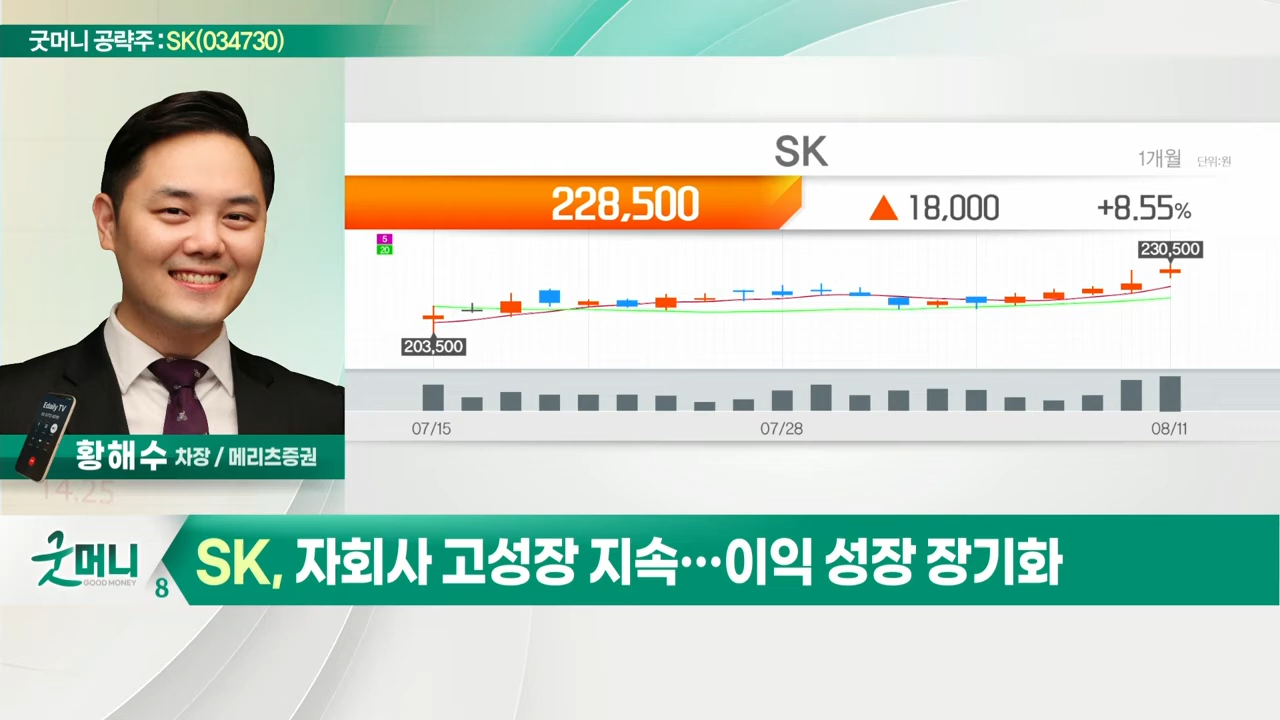 굿머니 공략주 : SK(034730)
SK
1개월 단위:원
228,500 ▲ 18,000 +8.55%
5
20
230,500
203,500
07/15 07/28 08/11
Edaily TV
황해수 차장 / 메리츠증권
14.25
굿머니
GOOD MONEY
8
SK, 자회사 고성장 지속…이익 성장 장기화